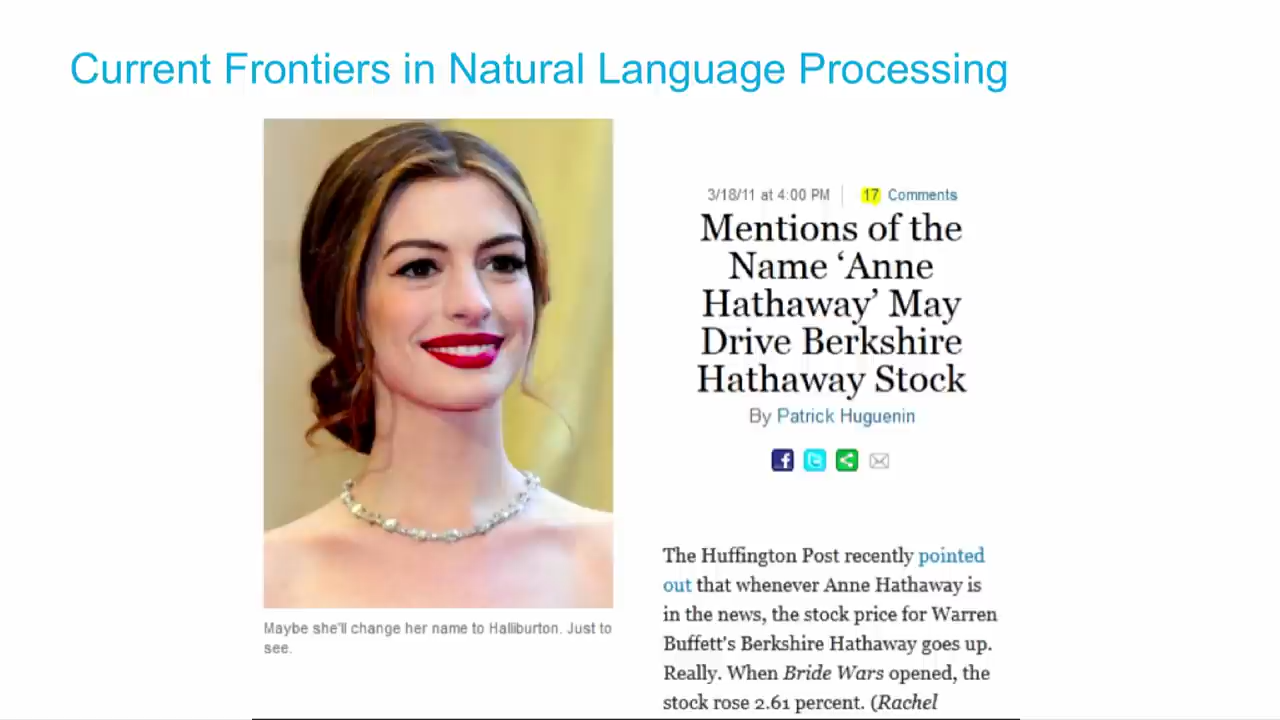 Current Frontiers in Natural Language Processing
3/18/11 at 4:00 PM
17 Comments
Mentions of the
Name ‘Anne
Hathaway’ May
Drive Berkshire
Hathaway Stock
By Patrick Huguenin
Maybe she'll change her name to Halliburton. Just to
see.
The Huffington Post recently pointed
out that whenever Anne Hathaway is
in the news, the stock price for Warren
Buffett's Berkshire Hathaway goes up.
Really. When Bride Wars opened, the
stock rose 2.61 percent. (Rachel